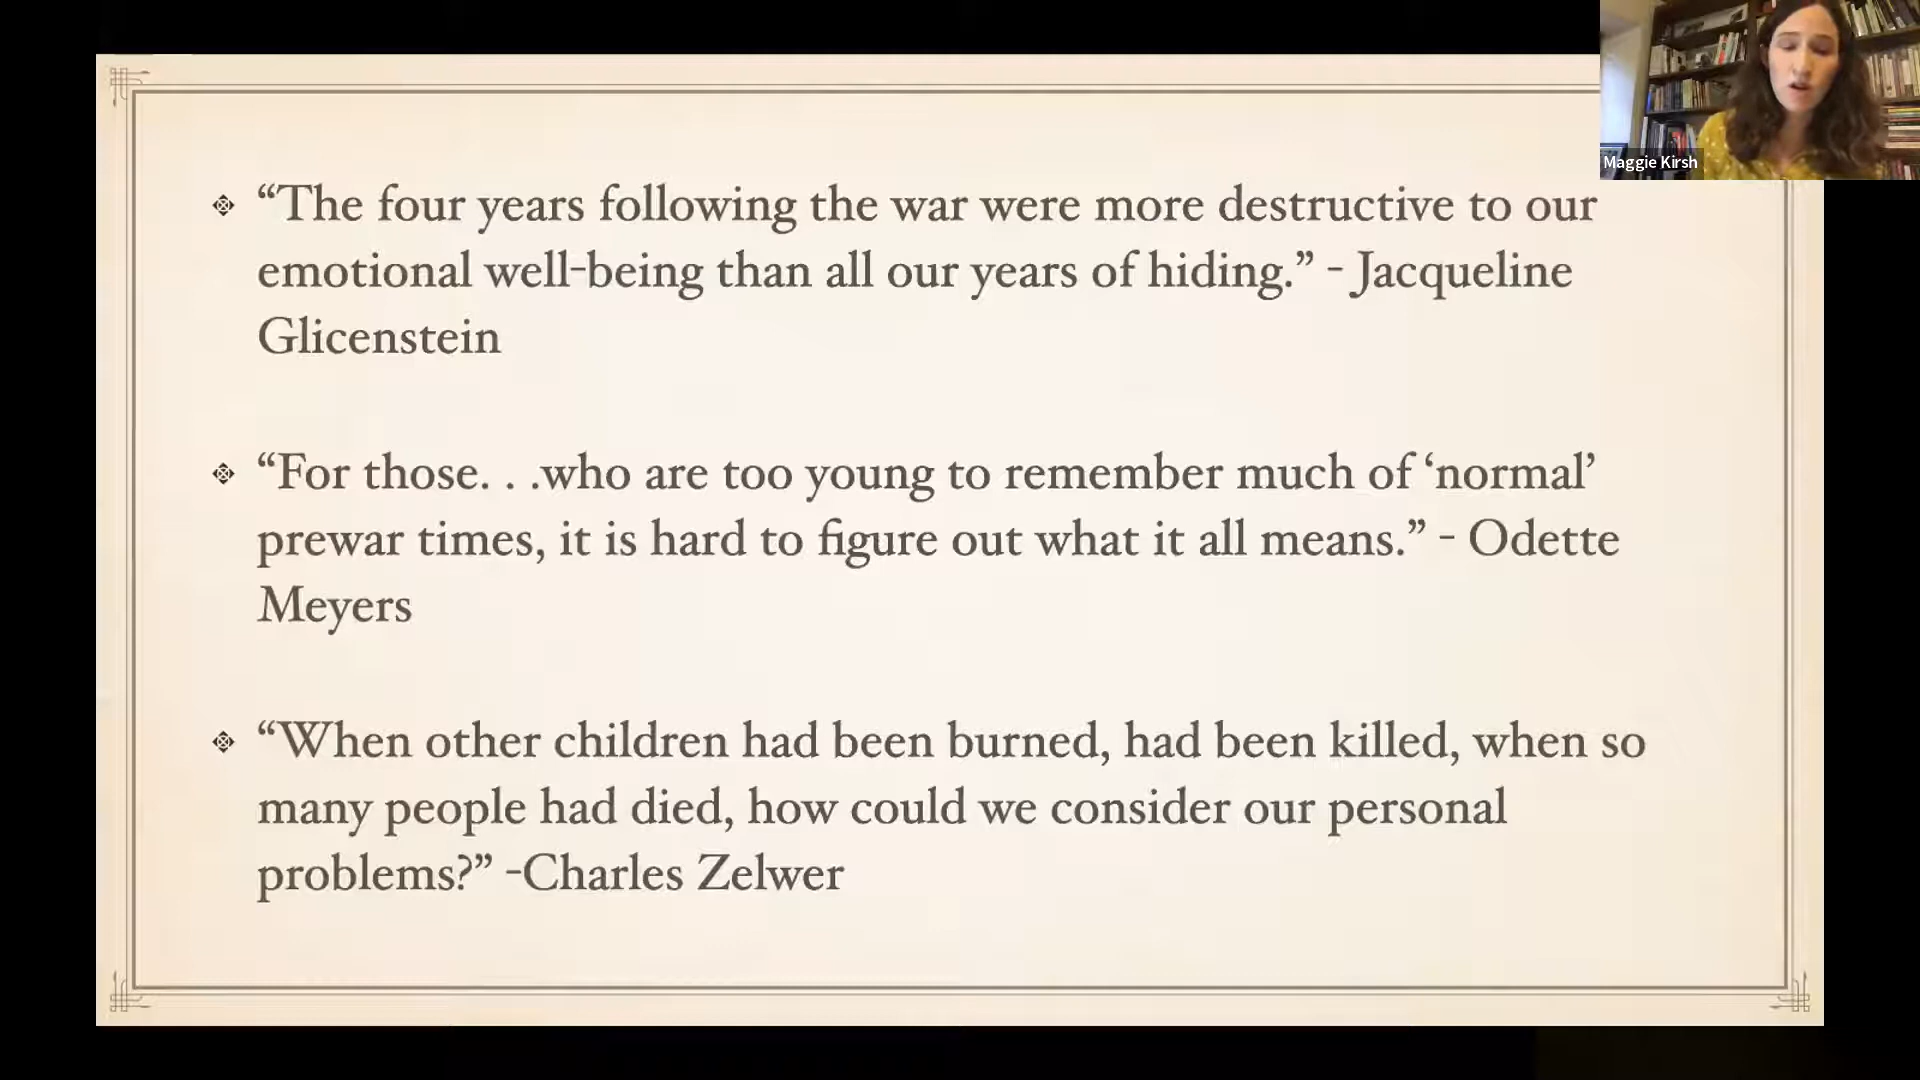 Maggie Kirsh
“The four years following the war were more destructive to our
emotional well-being than all our years of hiding.” - Jacqueline
Glicenstein
“For those. . .who are too young to remember much of ‘normal’
prewar times, it is hard to figure out what it all means.” - Odette
Meyers
“When other children had been burned, had been killed, when so
many people had died, how could we consider our personal
problems?” -Charles Zelwer